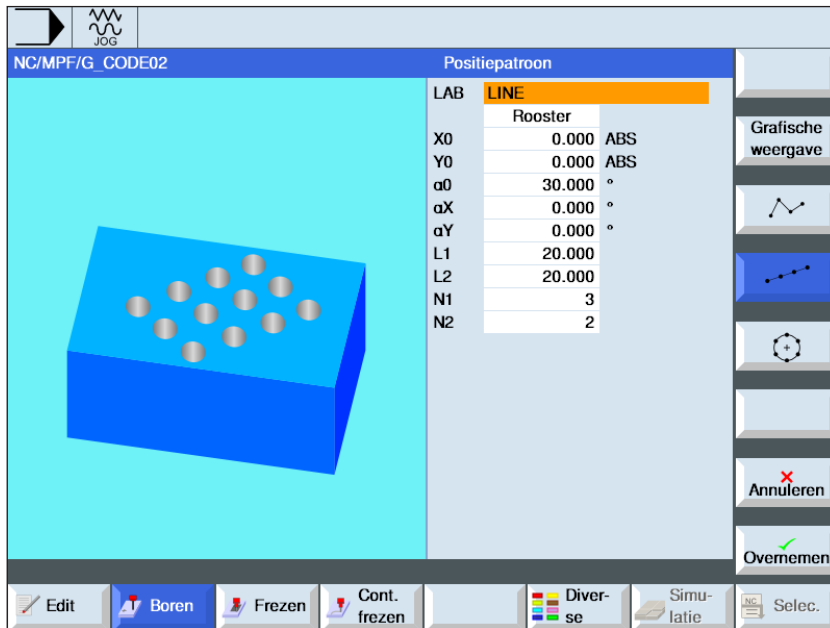 JOG
NC/MPF/G_CODE02
Positiepatroon
LAB LINE
Rooster
X0 0.000 ABS
Y0 0.000 ABS
α0 30.000 °
αX 0.000 °
αY 0.000 °
L1 20.000
L2 20.000
N1 3
N2 2
Grafische
weergave
Annuleren
Overnemen
Edit
Boren
Frezen
Cont.
frezen
Diver-
se
Simu-
latie
NC
Selec.